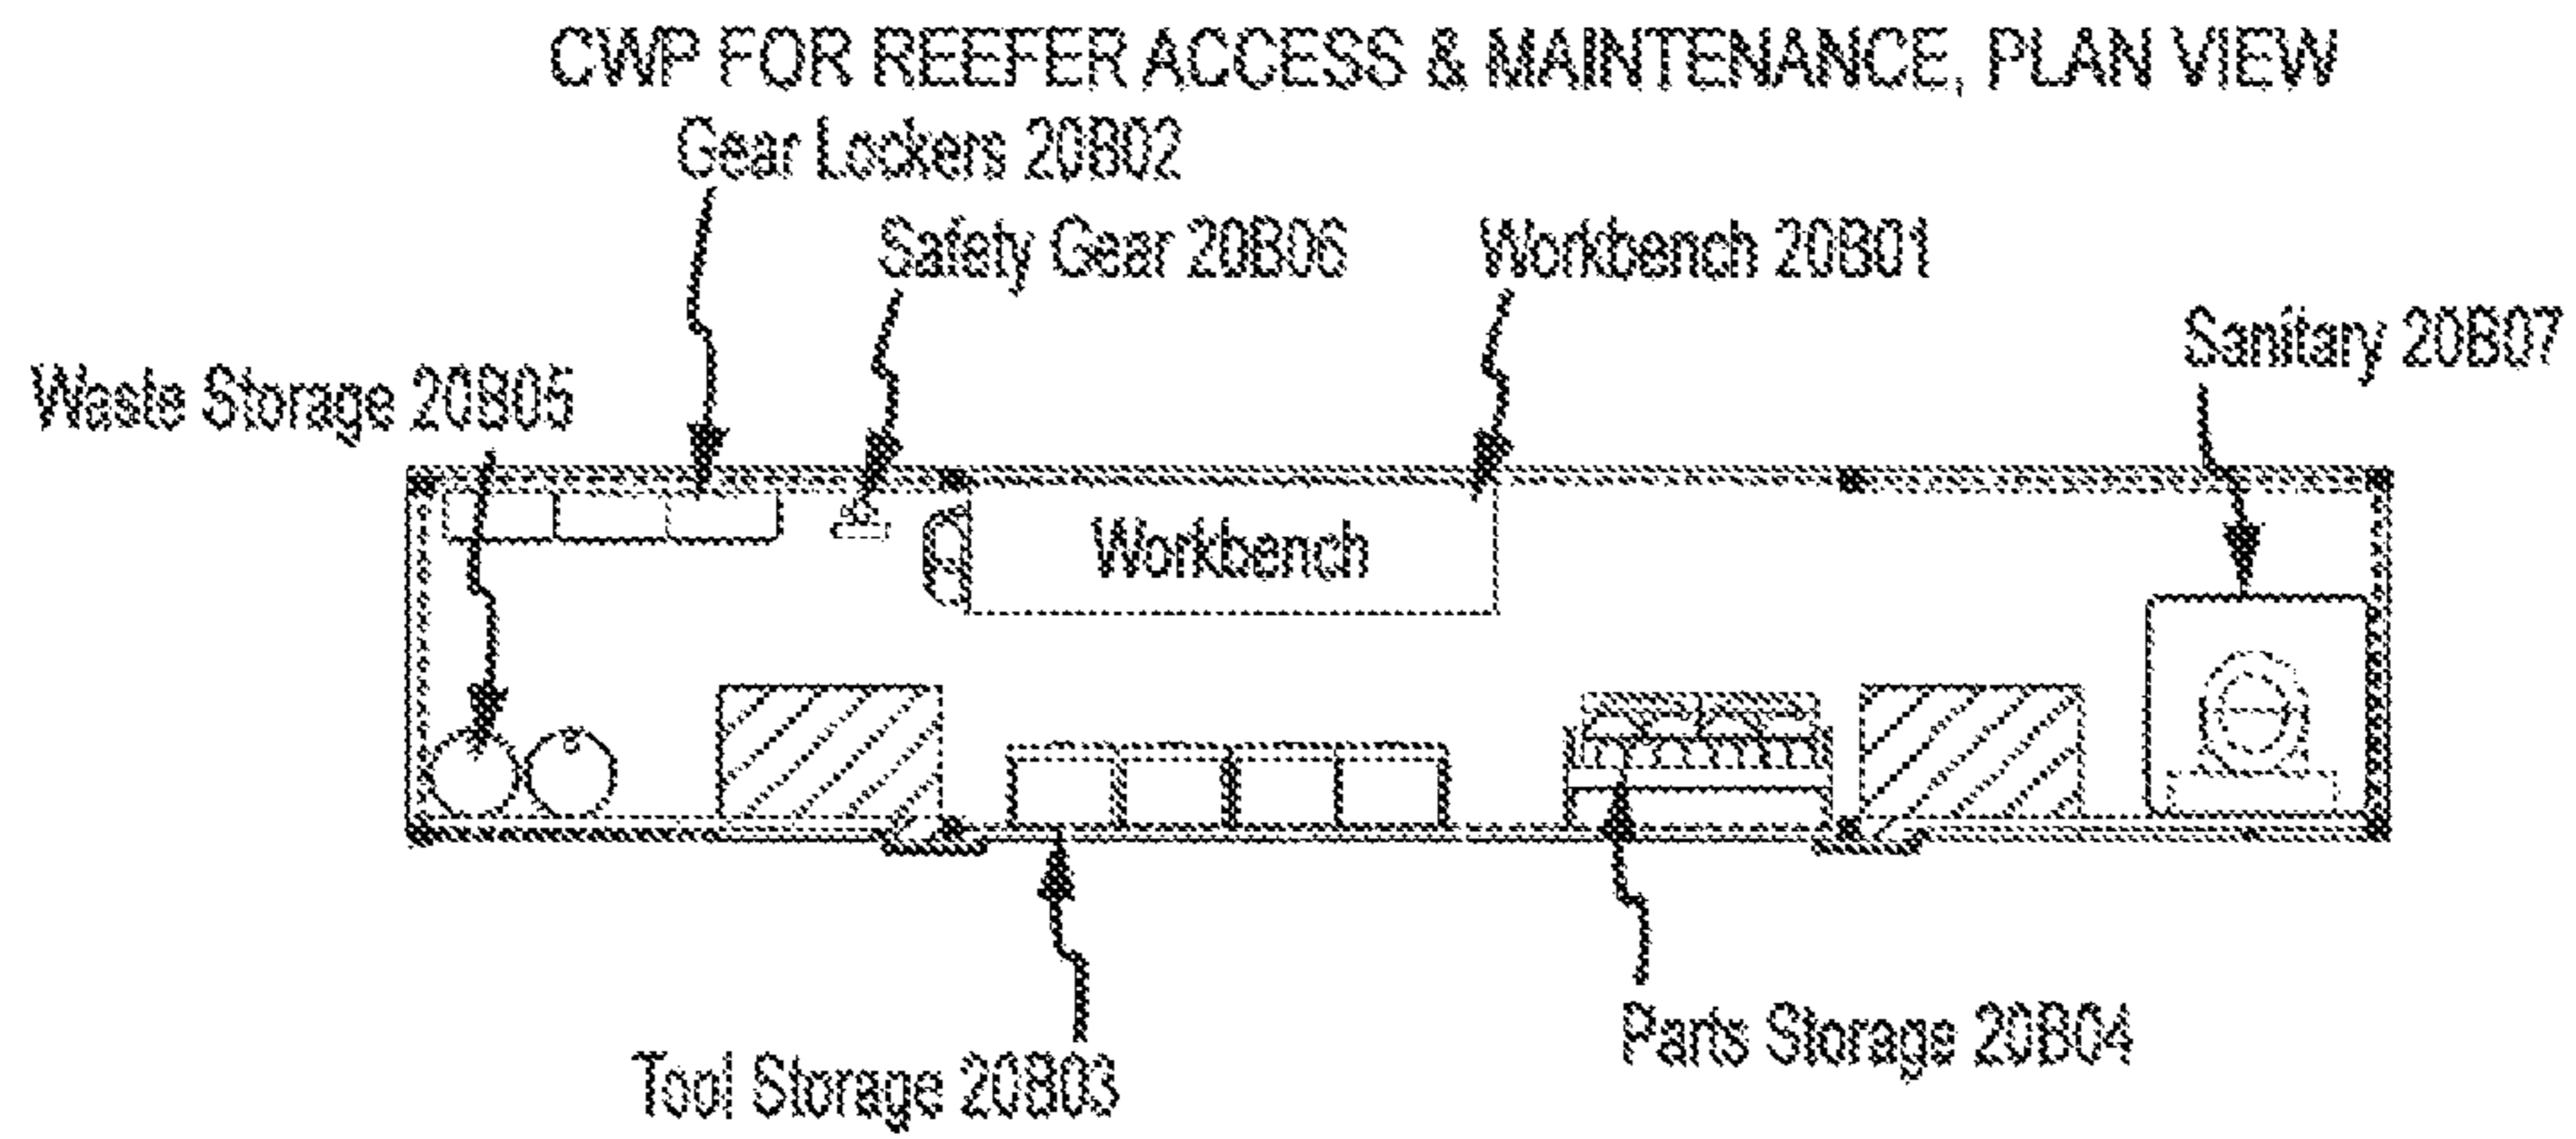 CWP FOR REEFER ACCESS & MAINTENANCE, PLAN VIEW
Gear Lockers 20B02
Safety Gear 20B06
Workbench 20B01
Sanitary 20B07
Waste Storage 20B05
Workbench
Parts Storage 20B04
Tool Storage 20B03